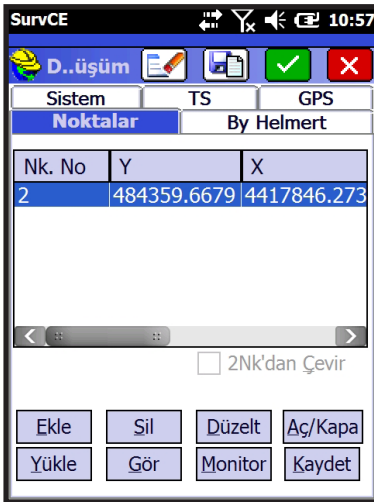 SurvCE 10:57
D..üşüm
Sistem TS GPS
Noktalar By Helmert
Nk. No Y X
2 484359.6679 4417846.273
2Nk'dan Çevir
Ekle Sil Düzelt Aç/Kapa
Yükle Gör Monitor Kaydet